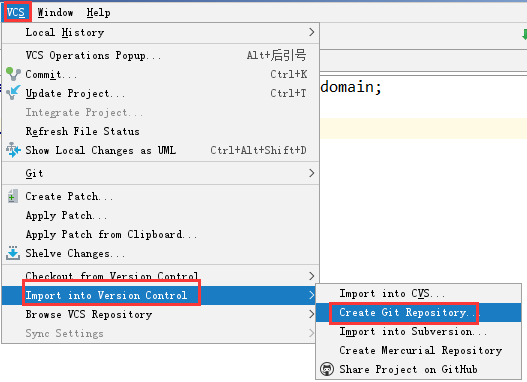 VCS Window Help
Local History
VCS Operations Popup... Alt+后引号
Commit... Ctrl+K
Update Project... Ctrl+T
domain;
Integrate Project...
Refresh File Status
Show Local Changes as UML Ctrl+Alt+Shift+D
Git
Create Patch...
Apply Patch...
Apply Patch from Clipboard...
Shelve Changes...
Checkout from Version Control
Import into Version Control
Browse VCS Repository
Sync Settings
Import into CVS...
Create Git Repository...
Import into Subversion...
Create Mercurial Repository
Share Project on GitHub